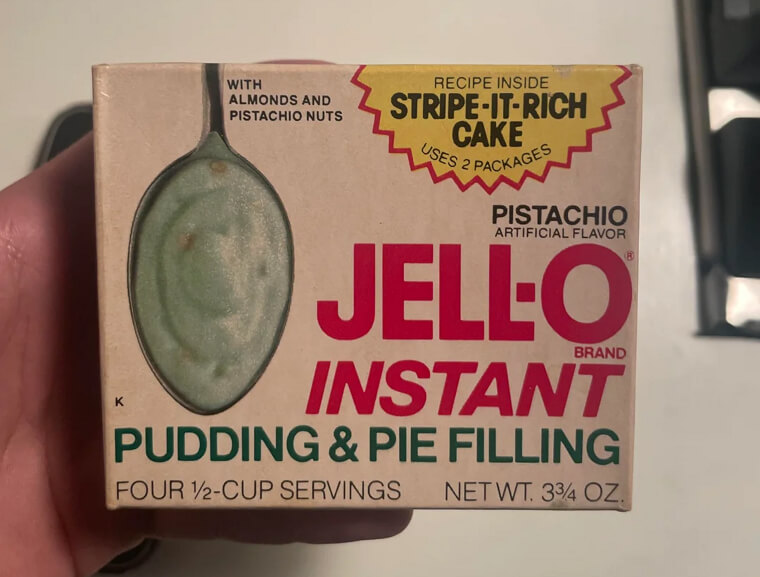 WITH
ALMONDS AND
PISTACHIO NUTS
RECIPE INSIDE
STRIPE-IT-RICH
CAKE
USES 2 PACKAGES
PISTACHIO
ARTIFICIAL FLAVOR
JELL-O®
BRAND
INSTANT
K
PUDDING & PIE FILLING
FOUR ½-CUP SERVINGS NET WT. 3¾ OZ.